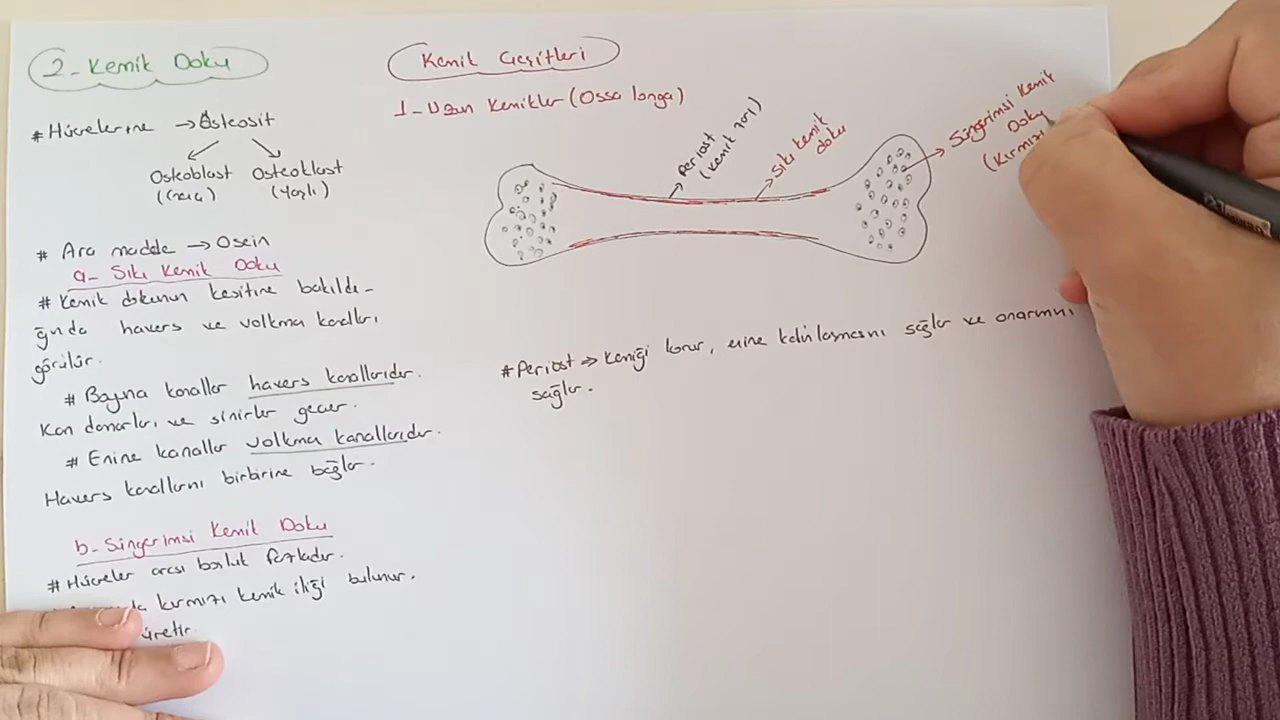 2- Kemik Doku
# Hücrelerine → Osteosit
Osteoblast Osteoklast
(Genç) (Yaşlı)
# Ara madde → Osein
a- Sıkı Kemik Doku
# Kemik dokunun kesitine bakıldı-
ğında havers ve volkman kanalları
görülür.
# Boyuna kanallar havers kanallarıdır.
Kan damarları ve sinirler geçer.
# Enine kanallar volkman kanallarıdır.
Havers kanallarını birbirine bağlar.
b- Süngerimsi Kemik Doku
# Hücreler arası boşluk fazladır.
kırmızı kemik iliği bulunur.
üretir.
Kemik Çeşitleri
1- Uzun Kemikler (Ossa longa)
Periost
(kemik zarı)
Sıkı kemik
doku
Süngerimsi Kemik
Doku
(Kırmızı
# Periost ⇒ Kemiği korur, enine kalınlaşmasını sağlar ve onarımını
sağlar.